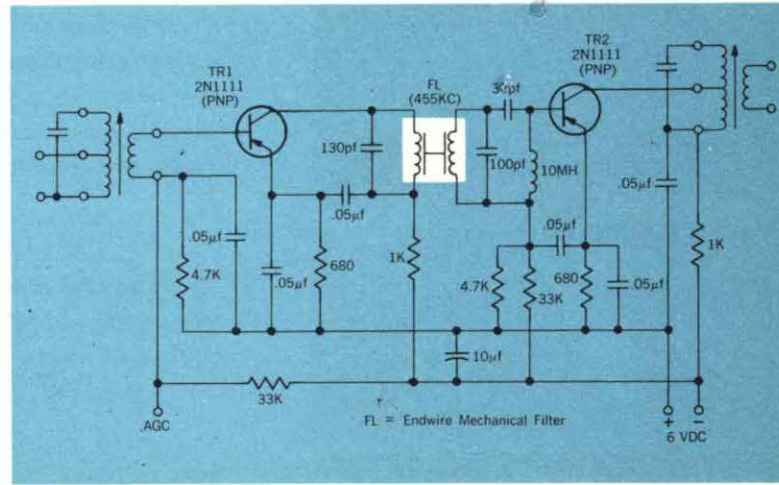 TR1
2N1111
(PNP)
FL
(455KC)
TR2
2N1111
(PNP)
30pf
130pf
100pf
10MH
.05µf
.05µf
.05µf
.05µf
4.7K
.05µf
680
1K
4.7K
33K
680
.05µf
1K
10µf
33K
AGC
FL = Endwire Mechanical Filter
+ −
6 VDC